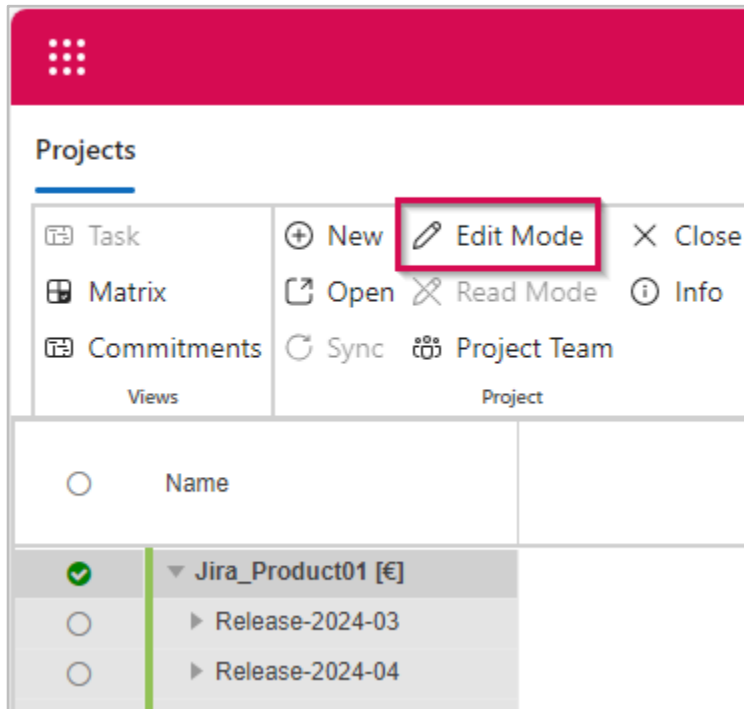 Projects
Task
New
Edit Mode
Close
Matrix
Open
Read Mode
Info
Commitments
Sync
Project Team
Views
Project
Name
Jira_Product01 [€]
Release-2024-03
Release-2024-04